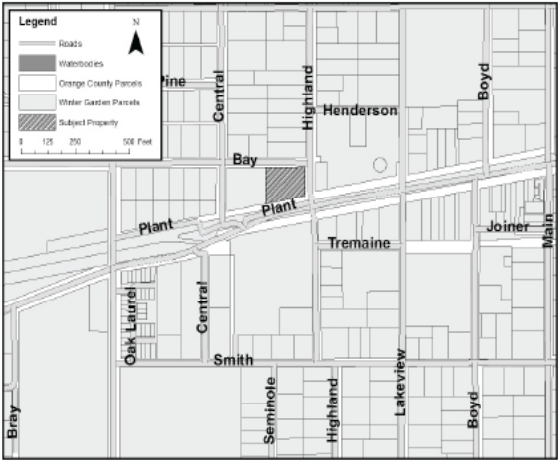 Legend
N
Roads
Waterbodies
Orange County Parcels
Winter Garden Parcels
Subject Property
0 125 250 500 Feet
Pine
Central
Highland
Henderson
Boyd
Bay
Plant
Plant
Tremaine
Joiner
Main
Oak Laurel
Central
Smith
Seminole
Highland
Lakeview
Boyd
Bray